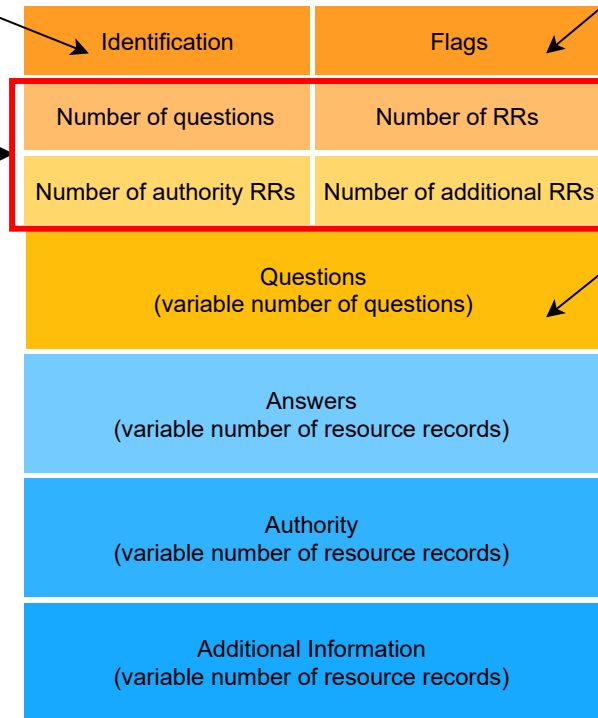 Identification
Flags
Number of questions
Number of RRs
Number of authority RRs
Number of additional RRs
Questions
(variable number of questions)
Answers
(variable number of resource records)
Authority
(variable number of resource records)
Additional Information
(variable number of resource records)